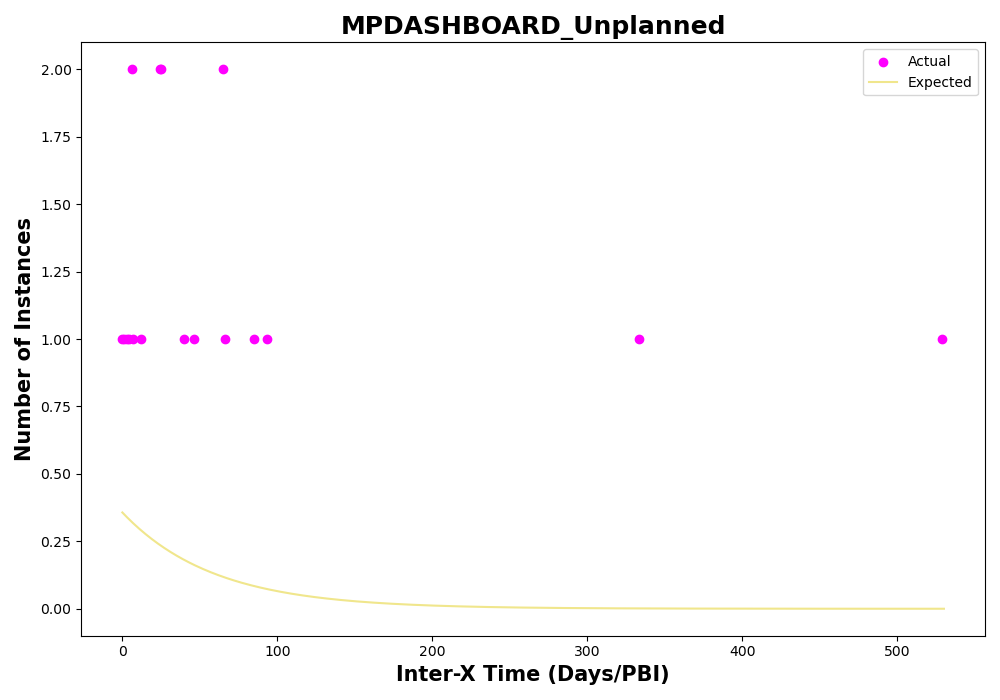 MPDASHBOARD_Unplanned
Actual
Expected
Number of Instances
2.00
1.75
1.50
1.25
1.00
0.75
0.50
0.25
0.00
0 100 200 300 400 500
Inter-X Time (Days/PBI)